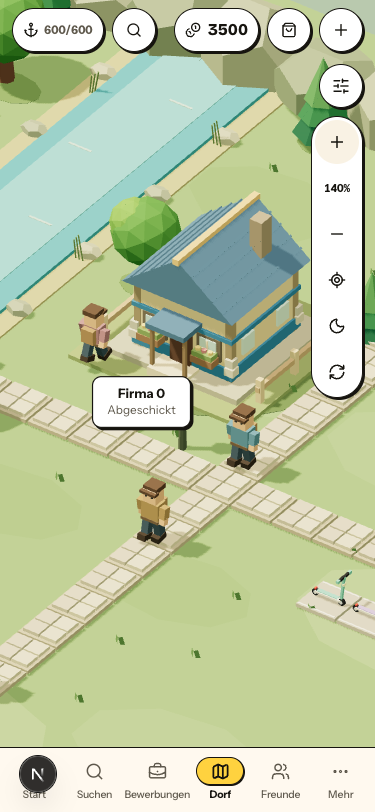 600/600
3500
140%
Firma 0
Abgeschickt
N
Start
Suchen
Bewerbungen
Dorf
Freunde
Mehr